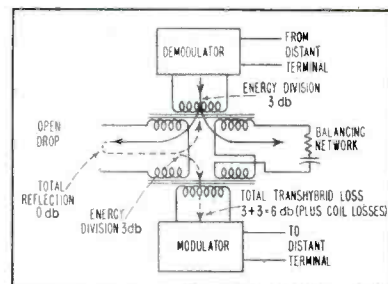 DEMODULATOR
FROM
DISTANT
TERMINAL
ENERGY DIVISION
3 db
OPEN
DROP
BALANCING
NETWORK
TOTAL
REFLECTION
0 db
ENERGY
DIVISION 3db
TOTAL TRANSHYBRID LOSS
3+3=6 db (PLUS COIL LOSSES)
MODULATOR
TO
DISTANT
TERMINAL